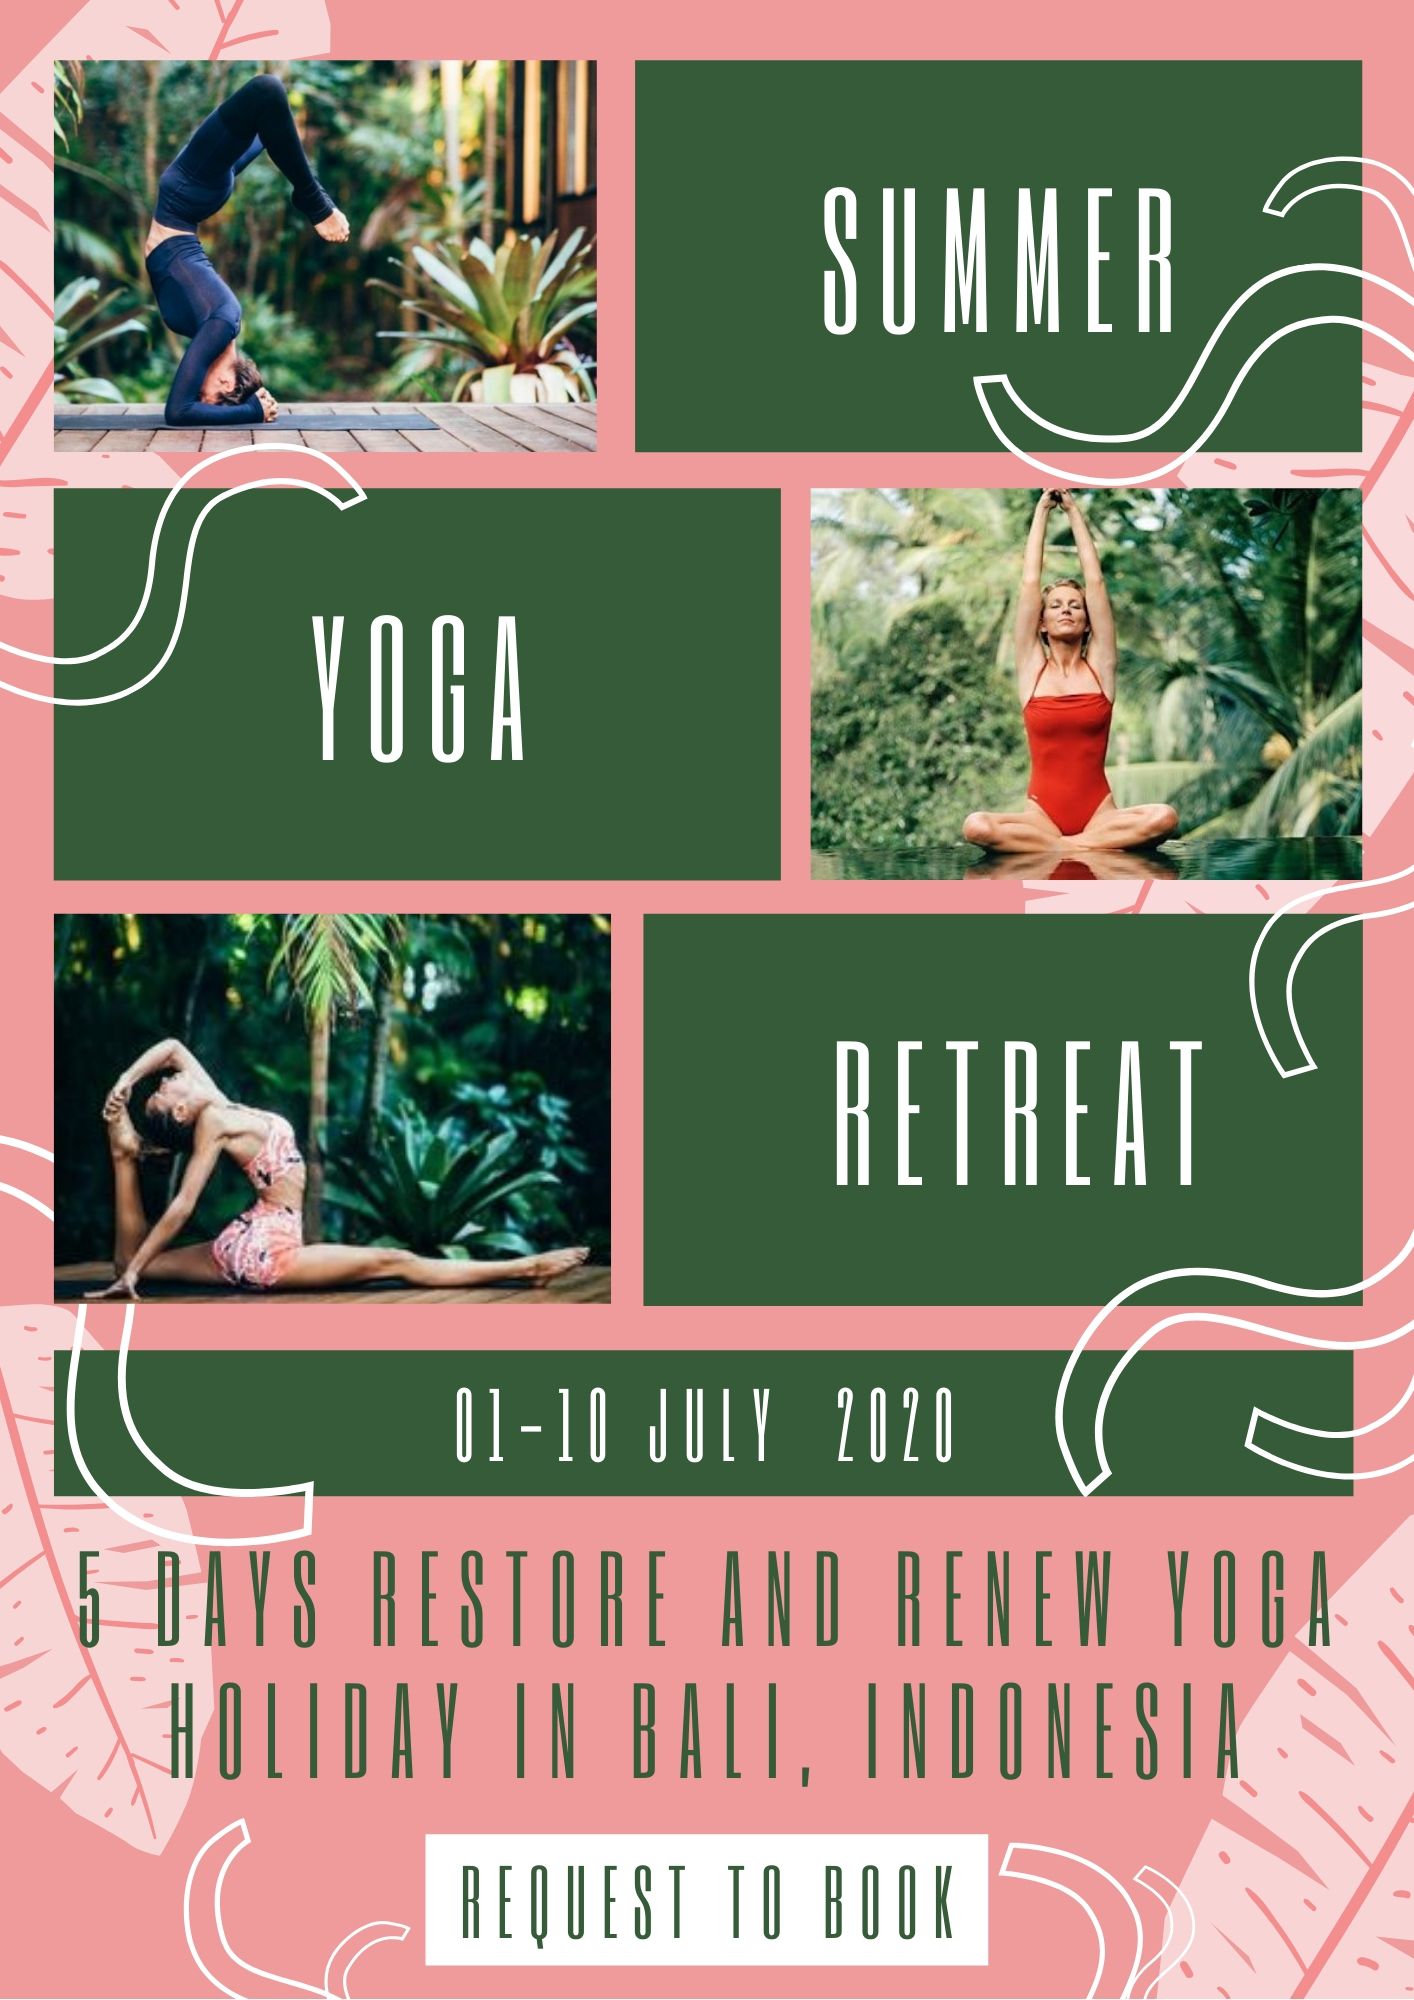 SUMMER
YOGA
RETREAT
01-10 JULY 2020
5 DAYS RESTORE AND RENEW YOGA
HOLIDAY IN BALI, INDONESIA
REQUEST TO BOOK